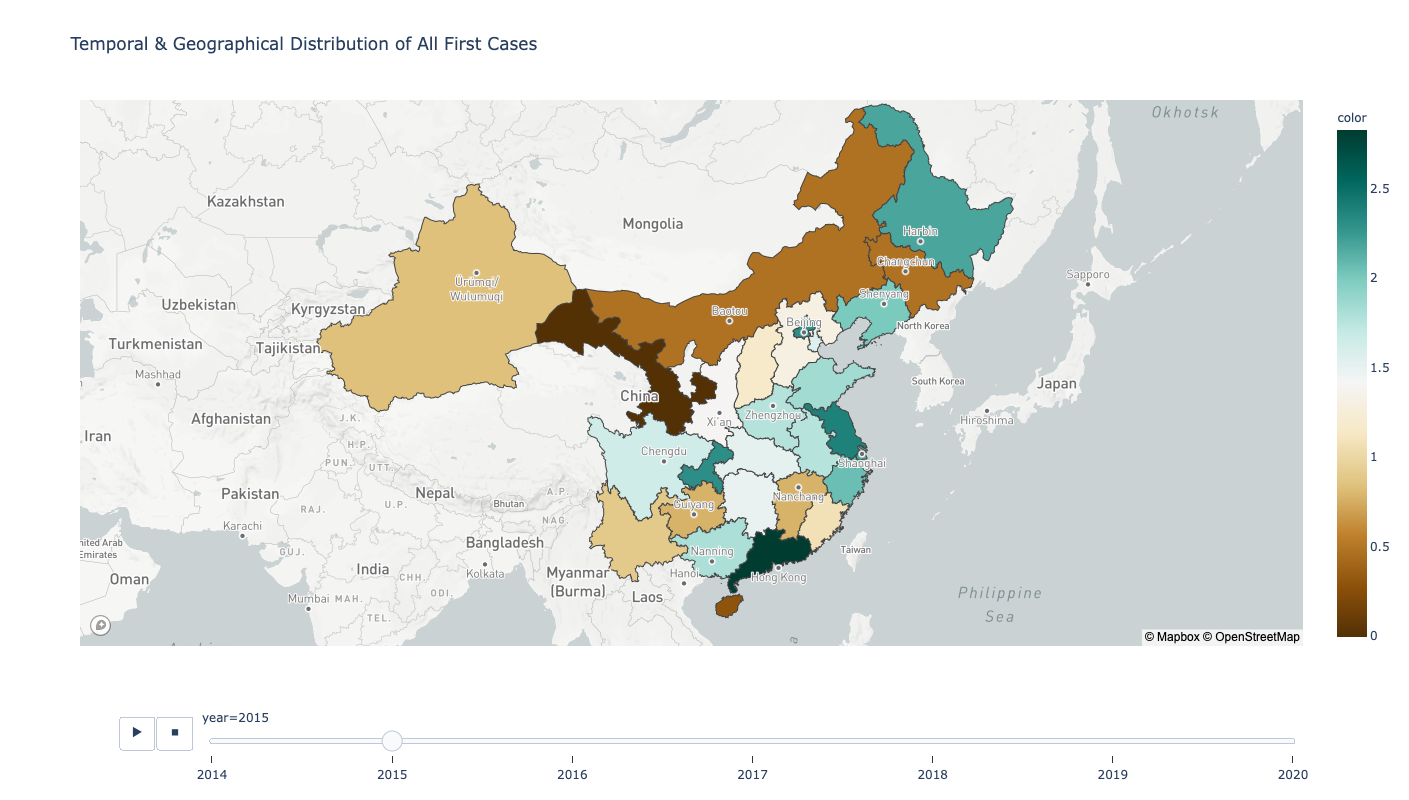 Temporal & Geographical Distribution of All First Cases
color
Okhotsk
2.5
2
1.5
1
0.5
0
Kazakhstan
Mongolia
Harbin
Changchun
Sapporo
Ürümqi/
Wulumuqi
Shenyang
Uzbekistan
Kyrgyzstan
Baotou
Beijing
North Korea
Turkmenistan
Tajikistan
Mashhad
South Korea
Japan
China
Afghanistan
J.K.
Xi'an
Zhengzhou
Hiroshima
Iran
H.P.
PUN.
UTT.
Chengdu
Shanghai
Pakistan
Nepal
A.P.
Bhutan
Nanchang
RAJ.
U.P.
Guiyang
Karachi
NAG.
nited Arab
Emirates
GUJ.
Bangladesh
Nanning
Taiwan
Oman
India
CHH.
Kolkata
Myanmar
(Burma)
Hanoi
Hong Kong
Laos
ODI.
Mumbai
MAH.
TEL.
Philippine
Sea
© Mapbox © OpenStreetMap
year=2015
2014
2015
2016
2017
2018
2019
2020